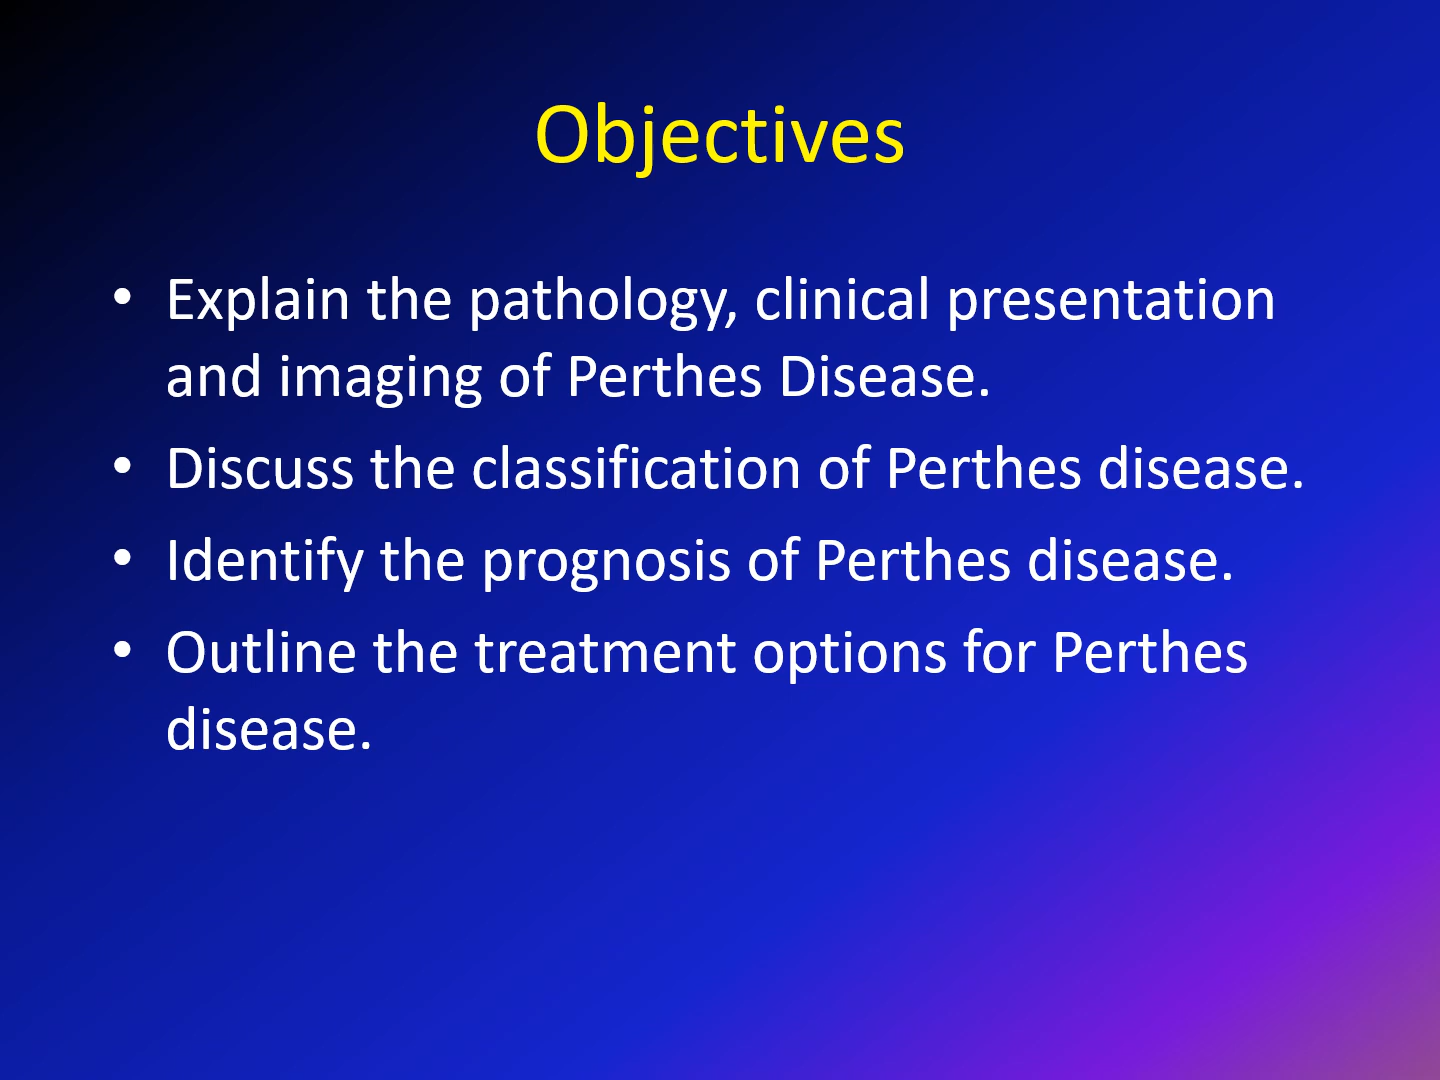 Objectives
• Explain the pathology, clinical presentation
and imaging of Perthes Disease.
• Discuss the classification of Perthes disease.
• Identify the prognosis of Perthes disease.
• Outline the treatment options for Perthes
disease.